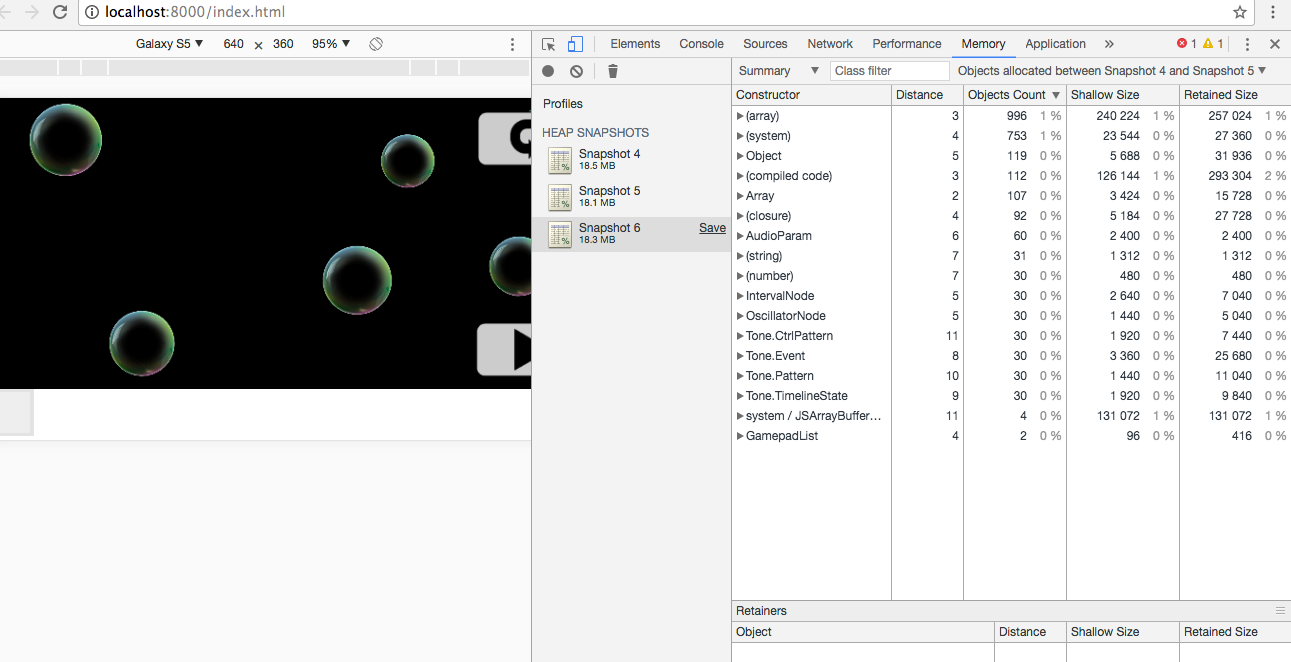 localhost:8000/index.html
Galaxy S5 ▼ 640 × 360 95% ▼
Elements Console Sources Network Performance Memory Application » 1 1
Summary ▼ Class filter Objects allocated between Snapshot 4 and Snapshot 5 ▼
Profiles
HEAP SNAPSHOTS
Snapshot 4
18.5 MB
Snapshot 5
18.1 MB
Snapshot 6 Save
18.3 MB
Constructor Distance Objects Count ▼ Shallow Size Retained Size
(array) 3 996 1 % 240 224 1 % 257 024 1 %
(system) 4 753 1 % 23 544 0 % 27 360 0 %
Object 5 119 0 % 5 688 0 % 31 936 0 %
(compiled code) 3 112 0 % 126 144 1 % 293 304 2 %
Array 2 107 0 % 3 424 0 % 15 728 0 %
(closure) 4 92 0 % 5 184 0 % 27 728 0 %
AudioParam 6 60 0 % 2 400 0 % 2 400 0 %
(string) 7 31 0 % 1 312 0 % 1 312 0 %
(number) 7 30 0 % 480 0 % 480 0 %
IntervalNode 5 30 0 % 2 640 0 % 7 040 0 %
OscillatorNode 5 30 0 % 1 440 0 % 5 040 0 %
Tone.CtrlPattern 11 30 0 % 1 920 0 % 7 440 0 %
Tone.Event 8 30 0 % 3 360 0 % 25 680 0 %
Tone.Pattern 10 30 0 % 1 440 0 % 11 040 0 %
Tone.TimelineState 9 30 0 % 1 920 0 % 9 840 0 %
system / JSArrayBuffer… 11 4 0 % 131 072 1 % 131 072 1 %
GamepadList 4 2 0 % 96 0 % 416 0 %
Retainers
Object Distance Shallow Size Retained Size